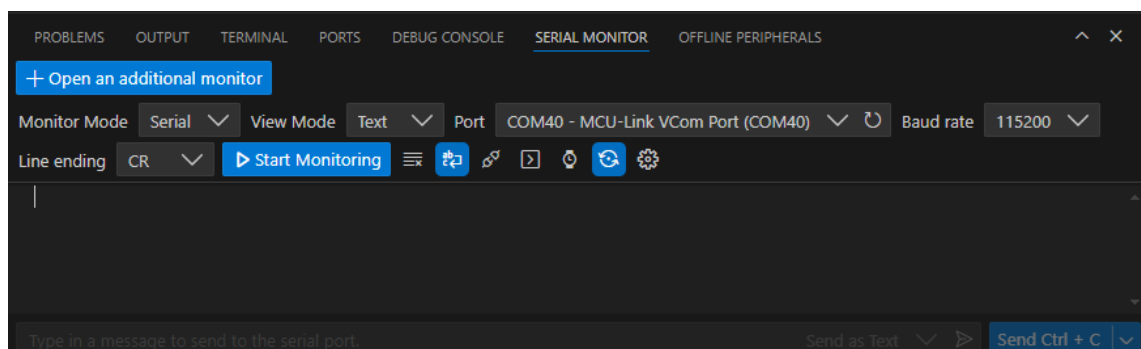 PROBLEMS OUTPUT TERMINAL PORTS DEBUG CONSOLE SERIAL MONITOR OFFLINE PERIPHERALS
+ Open an additional monitor
Monitor Mode Serial View Mode Text Port COM40 - MCU-Link VCom Port (COM40) Baud rate 115200
Line ending CR Start Monitoring
Type in a message to send to the serial port. Send as Text Send Ctrl + C